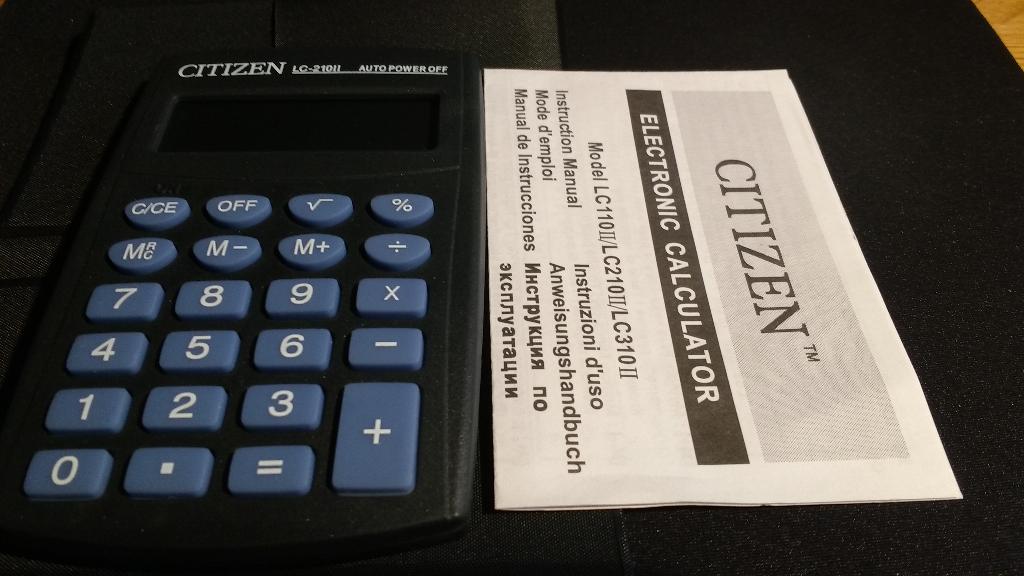 CITIZEN LC-210II AUTO POWER OFF
C/CE OFF √ %
MRC M− M+ ÷
7 8 9 x
4 5 6 −
1 2 3 +
0 . =
CITIZEN™
ELECTRONIC CALCULATOR
Model LC110II/LC210II/LC310II
Instruction Manual Instruzioni d'uso
Mode d'emploi Anweisungshandbuch
Manual de Instrucciones Инструкция по
эксплуатации